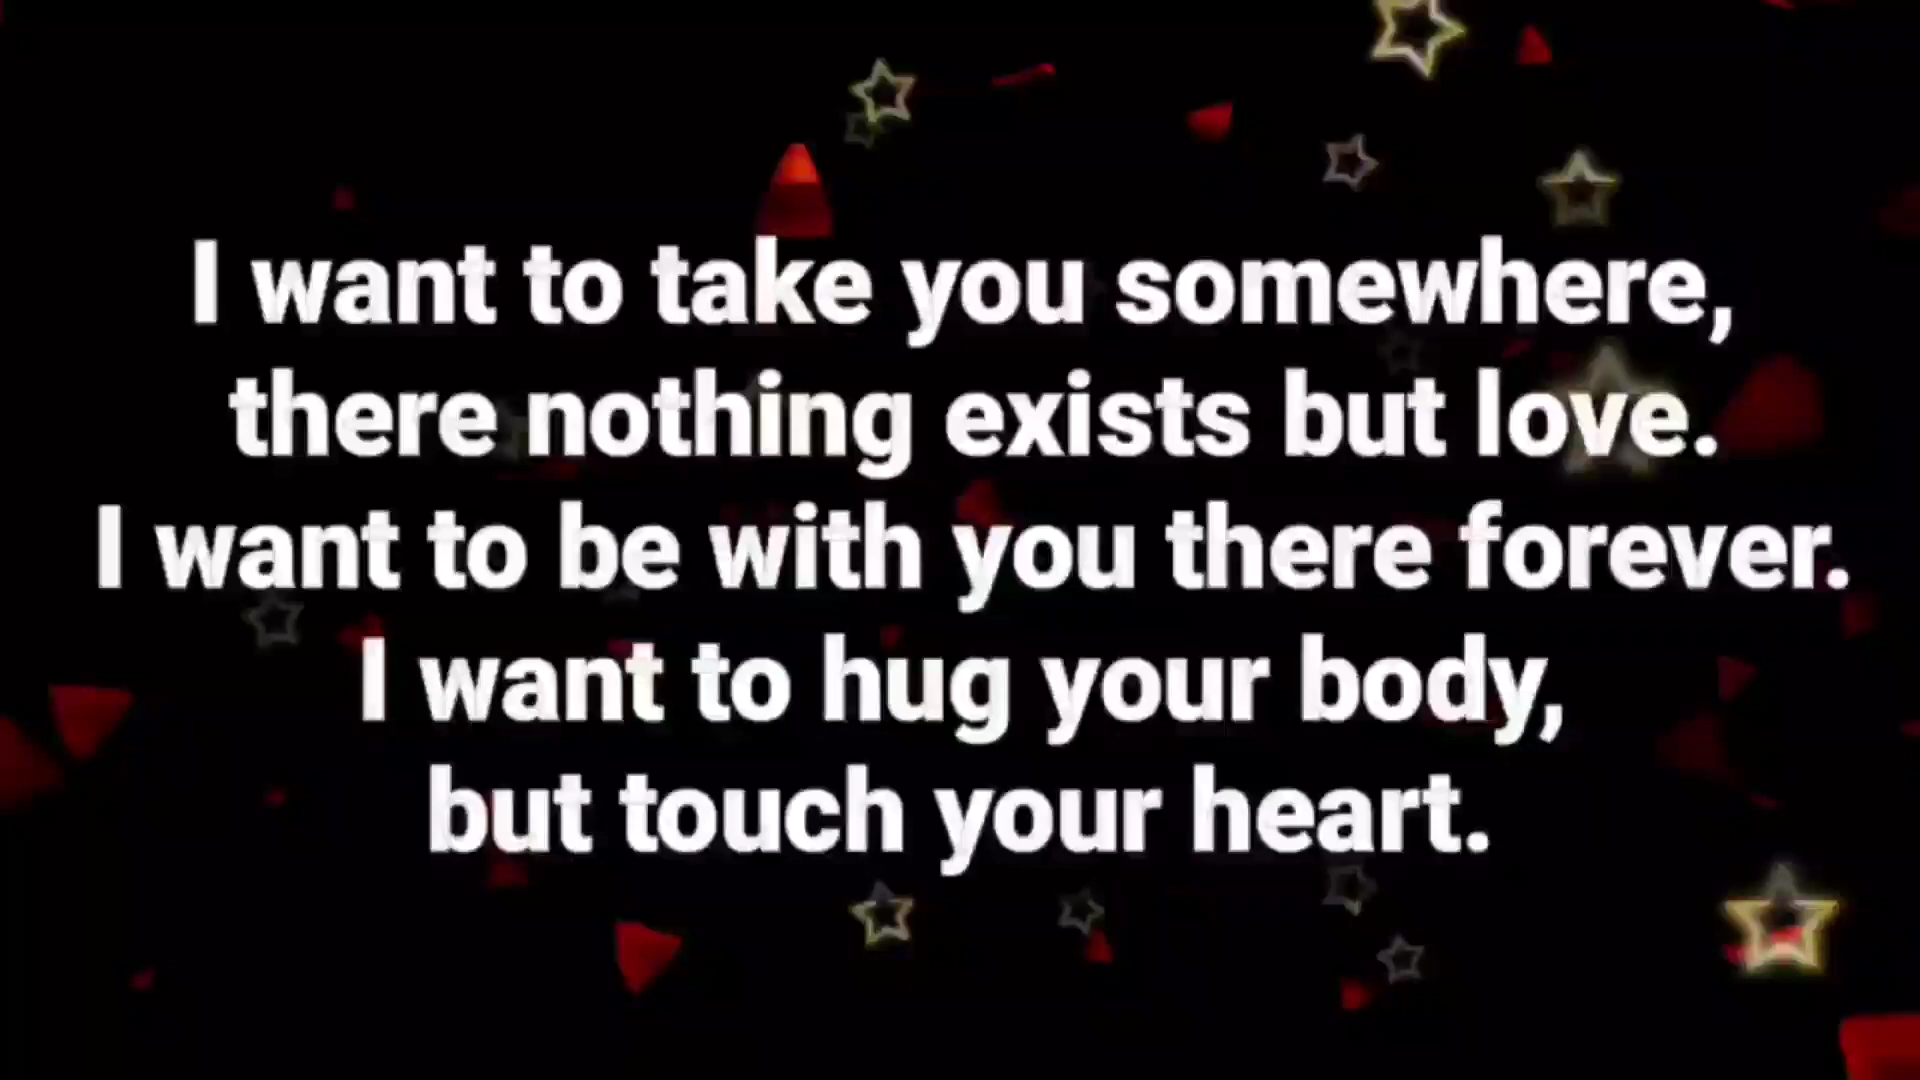 I want to take you somewhere,
there nothing exists but love.
I want to be with you there forever.
I want to hug your body,
but touch your heart.